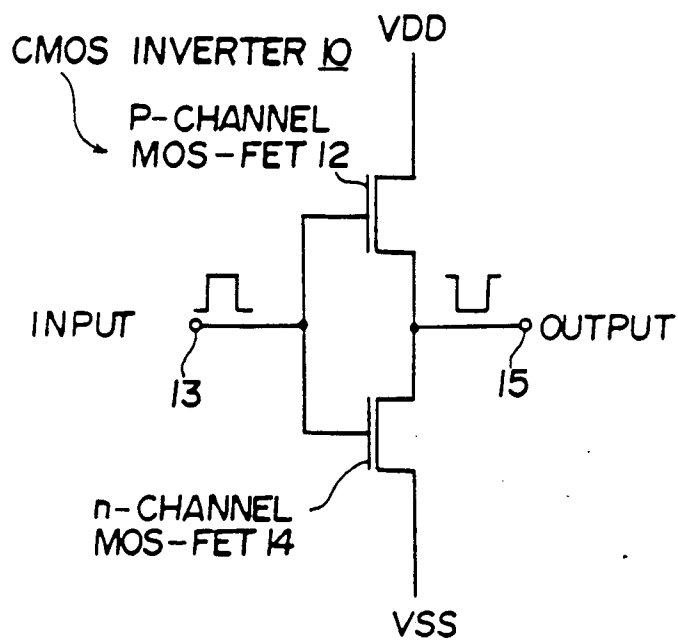 VDD
CMOS INVERTER 10
P-CHANNEL
MOS-FET 12
INPUT
OUTPUT
13
15
n-CHANNEL
MOS-FET 14
VSS